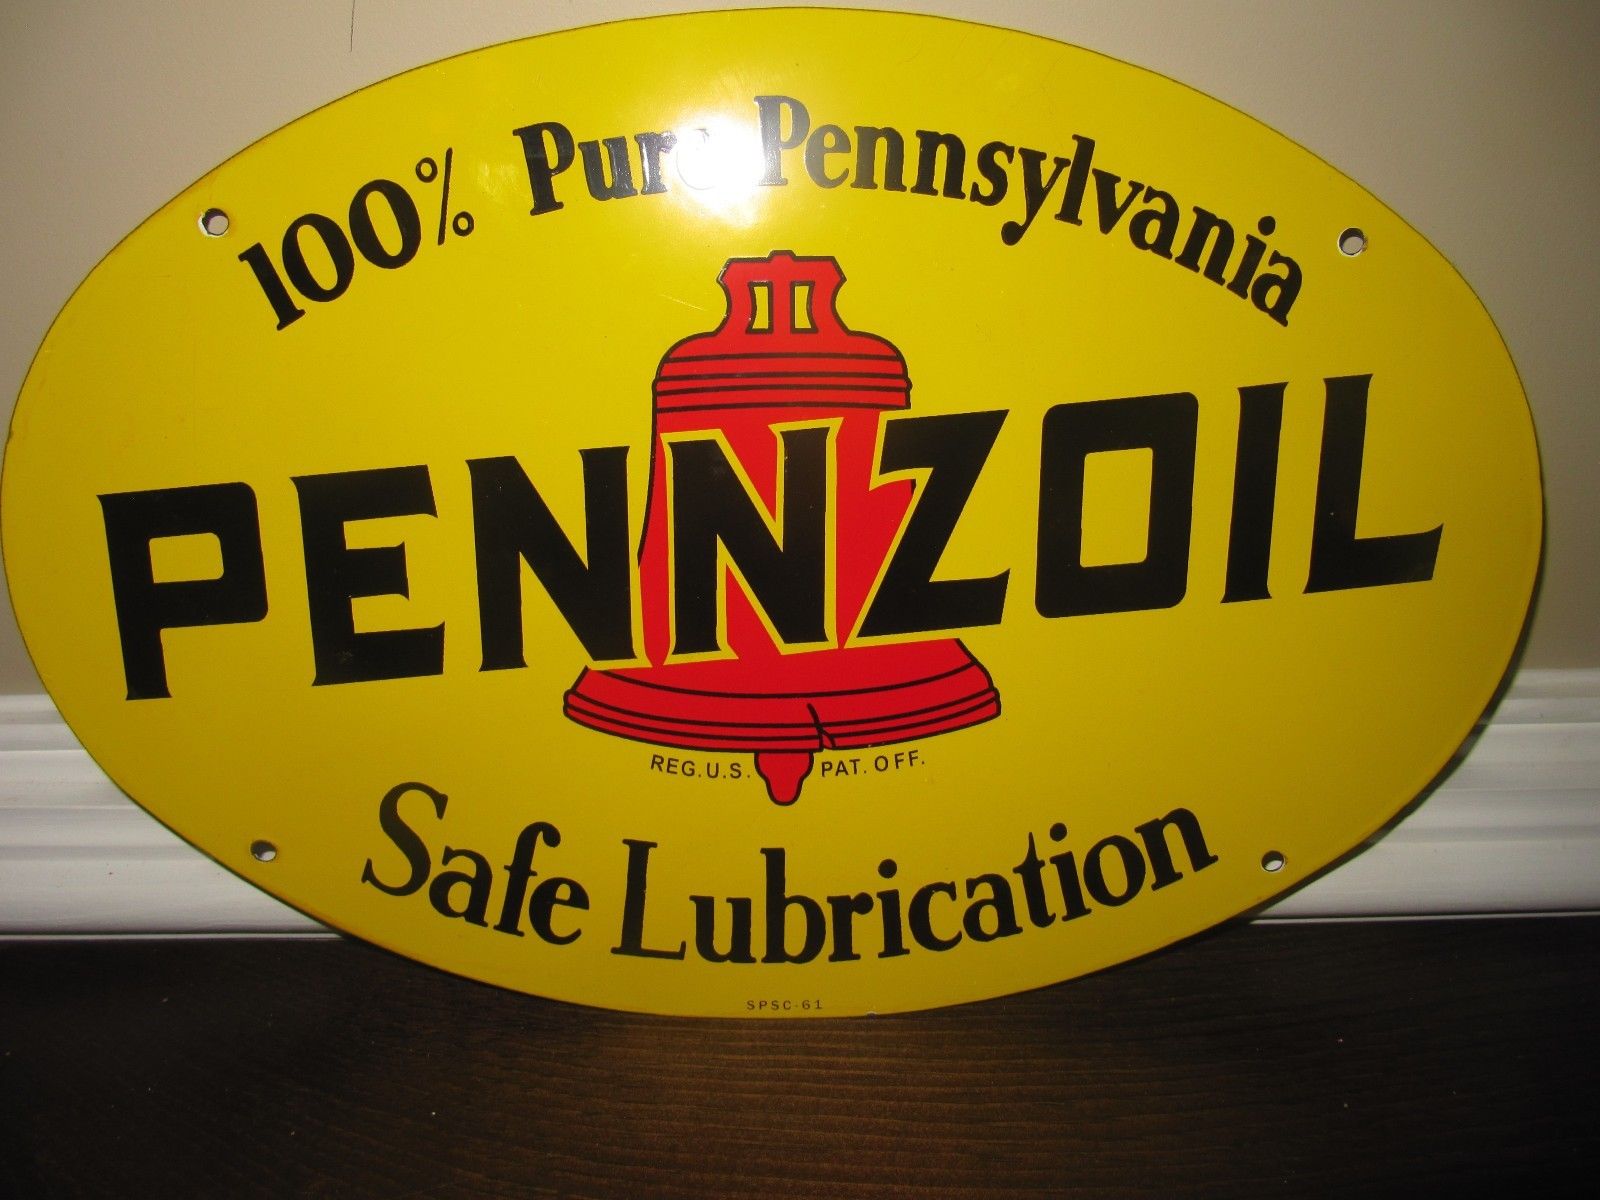 100% Pure Pennsylvania
PENNZOIL
REG. U.S. PAT. OFF.
Safe Lubrication
SPSC-61